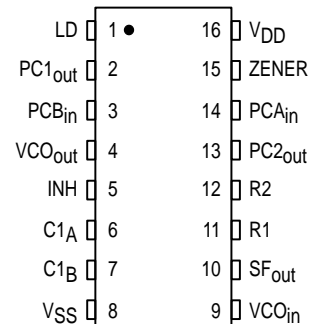 LD 1 16 VDD
PC1out 2 15 ZENER
PCBin 3 14 PCAin
VCOout 4 13 PC2out
INH 5 12 R2
C1A 6 11 R1
C1B 7 10 SFout
VSS 8 9 VCOin